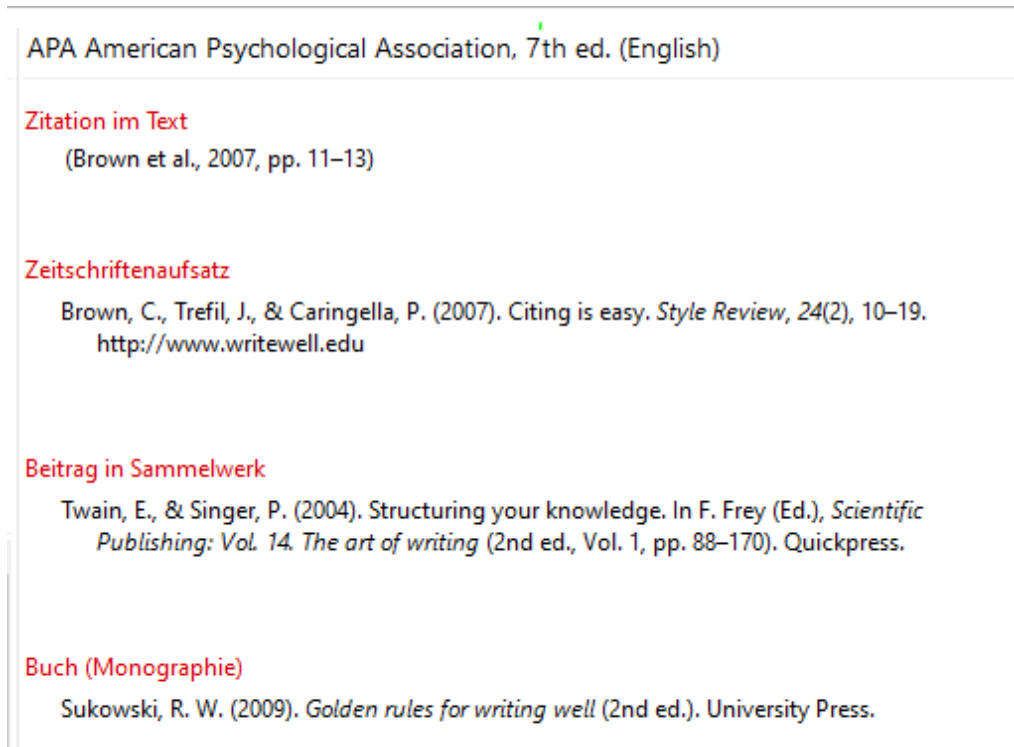 APA American Psychological Association, 7th ed. (English)
Zitation im Text
(Brown et al., 2007, pp. 11–13)
Zeitschriftenaufsatz
Brown, C., Trefil, J., & Caringella, P. (2007). Citing is easy. Style Review, 24(2), 10–19.
http://www.writewell.edu
Beitrag in Sammelwerk
Twain, E., & Singer, P. (2004). Structuring your knowledge. In F. Frey (Ed.), Scientific
Publishing: Vol. 14. The art of writing (2nd ed., Vol. 1, pp. 88–170). Quickpress.
Buch (Monographie)
Sukowski, R. W. (2009). Golden rules for writing well (2nd ed.). University Press.